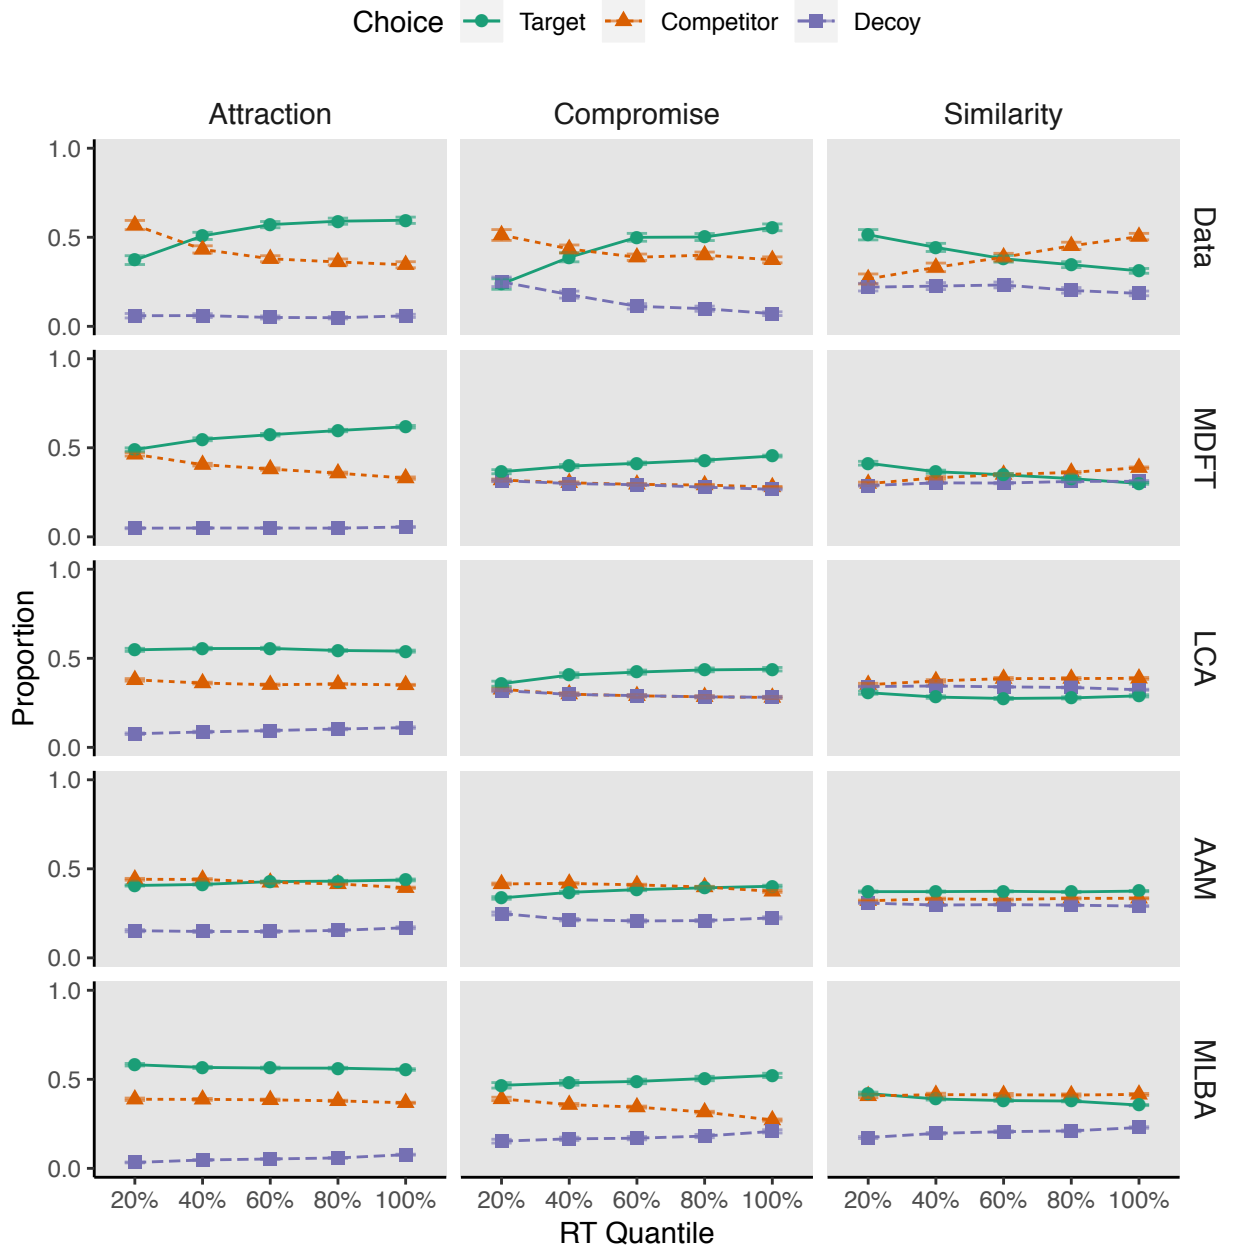 Choice Target Competitor Decoy
Attraction Compromise Similarity
1.0
0.5
0.0
Data
1.0
0.5
0.0
MDFT
1.0
0.5
0.0
LCA
1.0
0.5
0.0
AAM
1.0
0.5
0.0
MLBA
Proportion
20% 40% 60% 80% 100% 20% 40% 60% 80% 100% 20% 40% 60% 80% 100%
RT Quantile